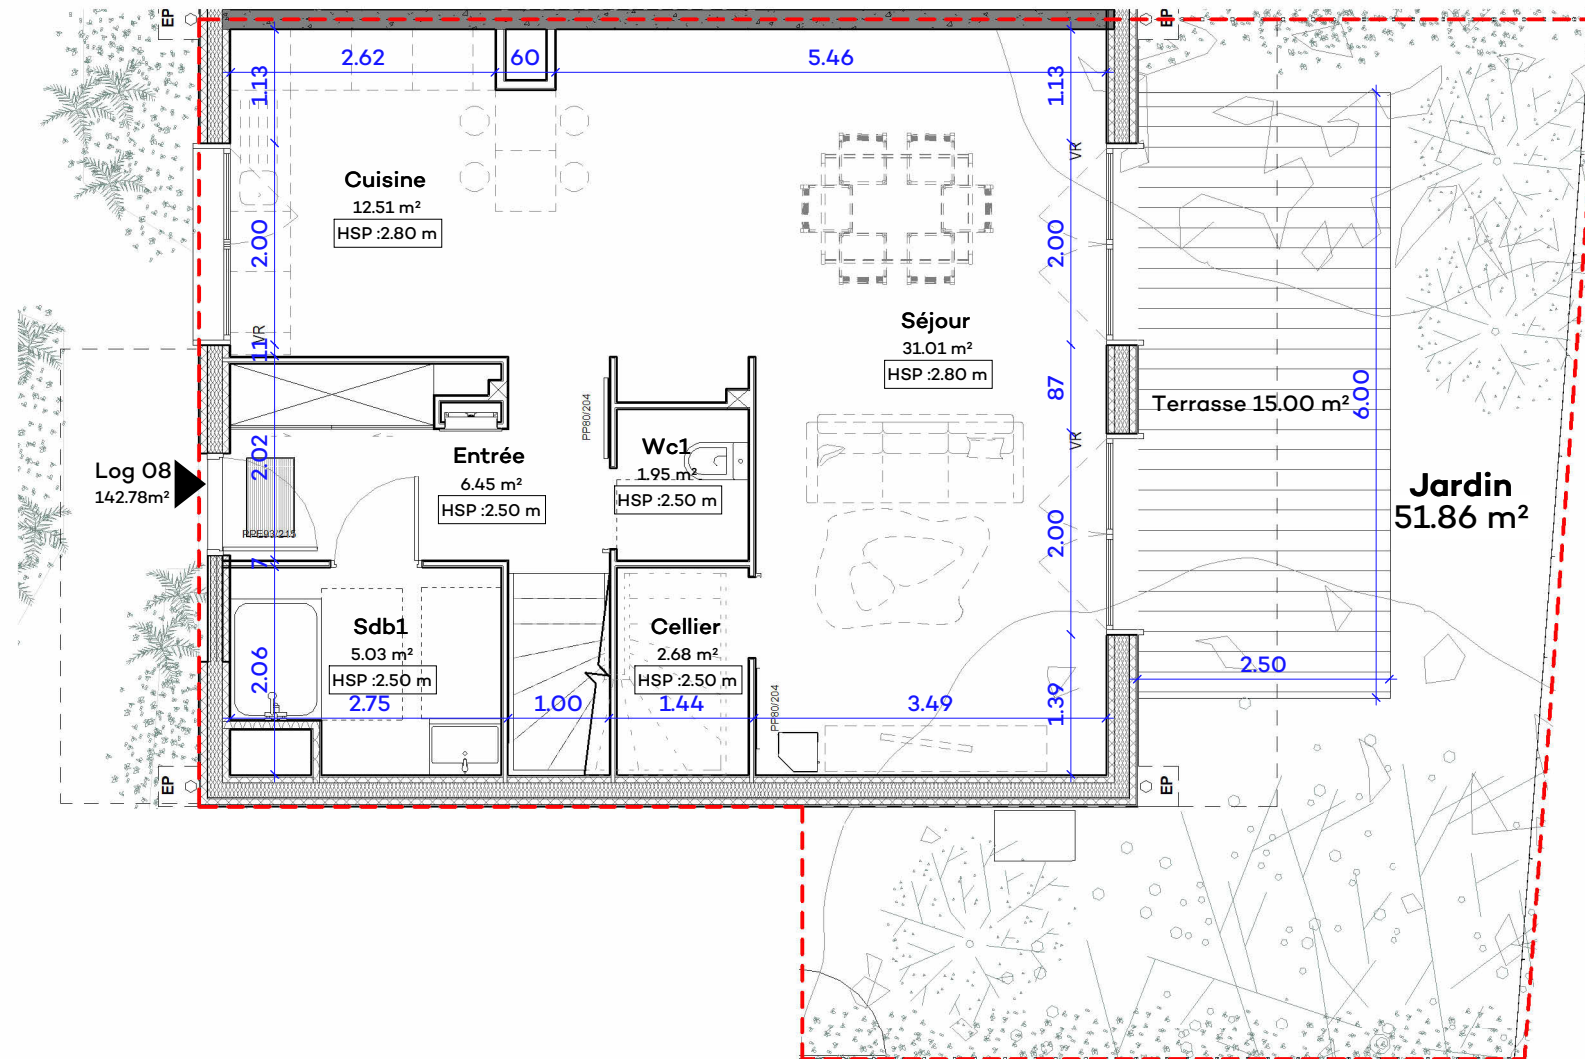 EP
EP
2.62
60
5.46
1.13
1.13
VR
Cuisine
12.51 m²
HSP :2.80 m
2.00
2.00
VR
11
Séjour
31.01 m²
HSP :2.80 m
87
Terrasse 15.00 m²
6.00
PP80/204
VR
Log 08
142.78m²
2.02
Entrée
6.45 m²
HSP :2.50 m
Wc1
1.95 m²
HSP :2.50 m
Jardin
51.86 m²
PPE93/215
7
2.00
Sdb1
5.03 m²
HSP :2.50 m
2.06
Cellier
2.68 m²
HSP :2.50 m
2.50
2.75
1.00
1.44
PP80/204
3.49
1.39
EP
EP